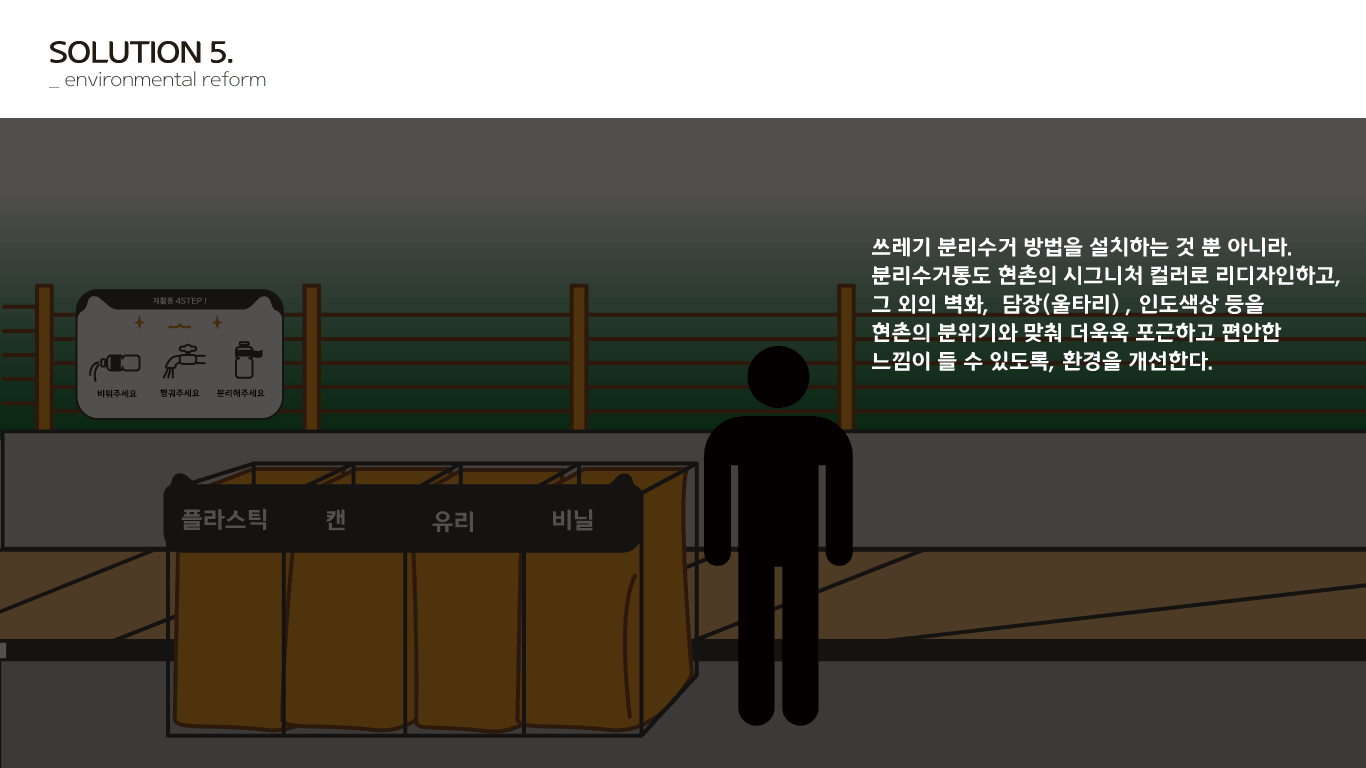 SOLUTION 5.
_ environmental reform
쓰레기 분리수거 방법을 설치하는 것 뿐 아니라.
분리수거통도 현촌의 시그니처 컬러로 리디자인하고,
그 외의 벽화, 담장(울타리) , 인도색상 등을
현촌의 분위기와 맞춰 더욱욱 포근하고 편안한
느낌이 들 수 있도록, 환경을 개선한다.
재활용 4STEP !
비워주세요 헹궈주세요 분리해주세요
플라스틱 캔 유리 비닐